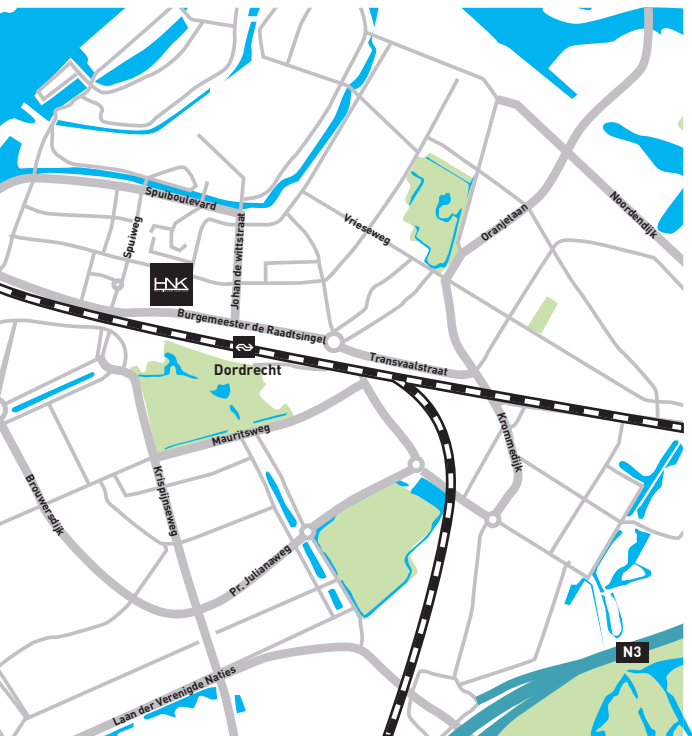 Spuiboulevard
Spuiweg
Johan de wittstraat
Vrieseweg
Oranjelaan
Noordendijk
HNK
Burgemeester de Raadtsingel
Transvaalstraat
Dordrecht
Mauritsweg
Krommedijk
Brouwersdijk
Krispijnseweg
Pr. Julianaweg
N3
Laan der Verenigde Naties